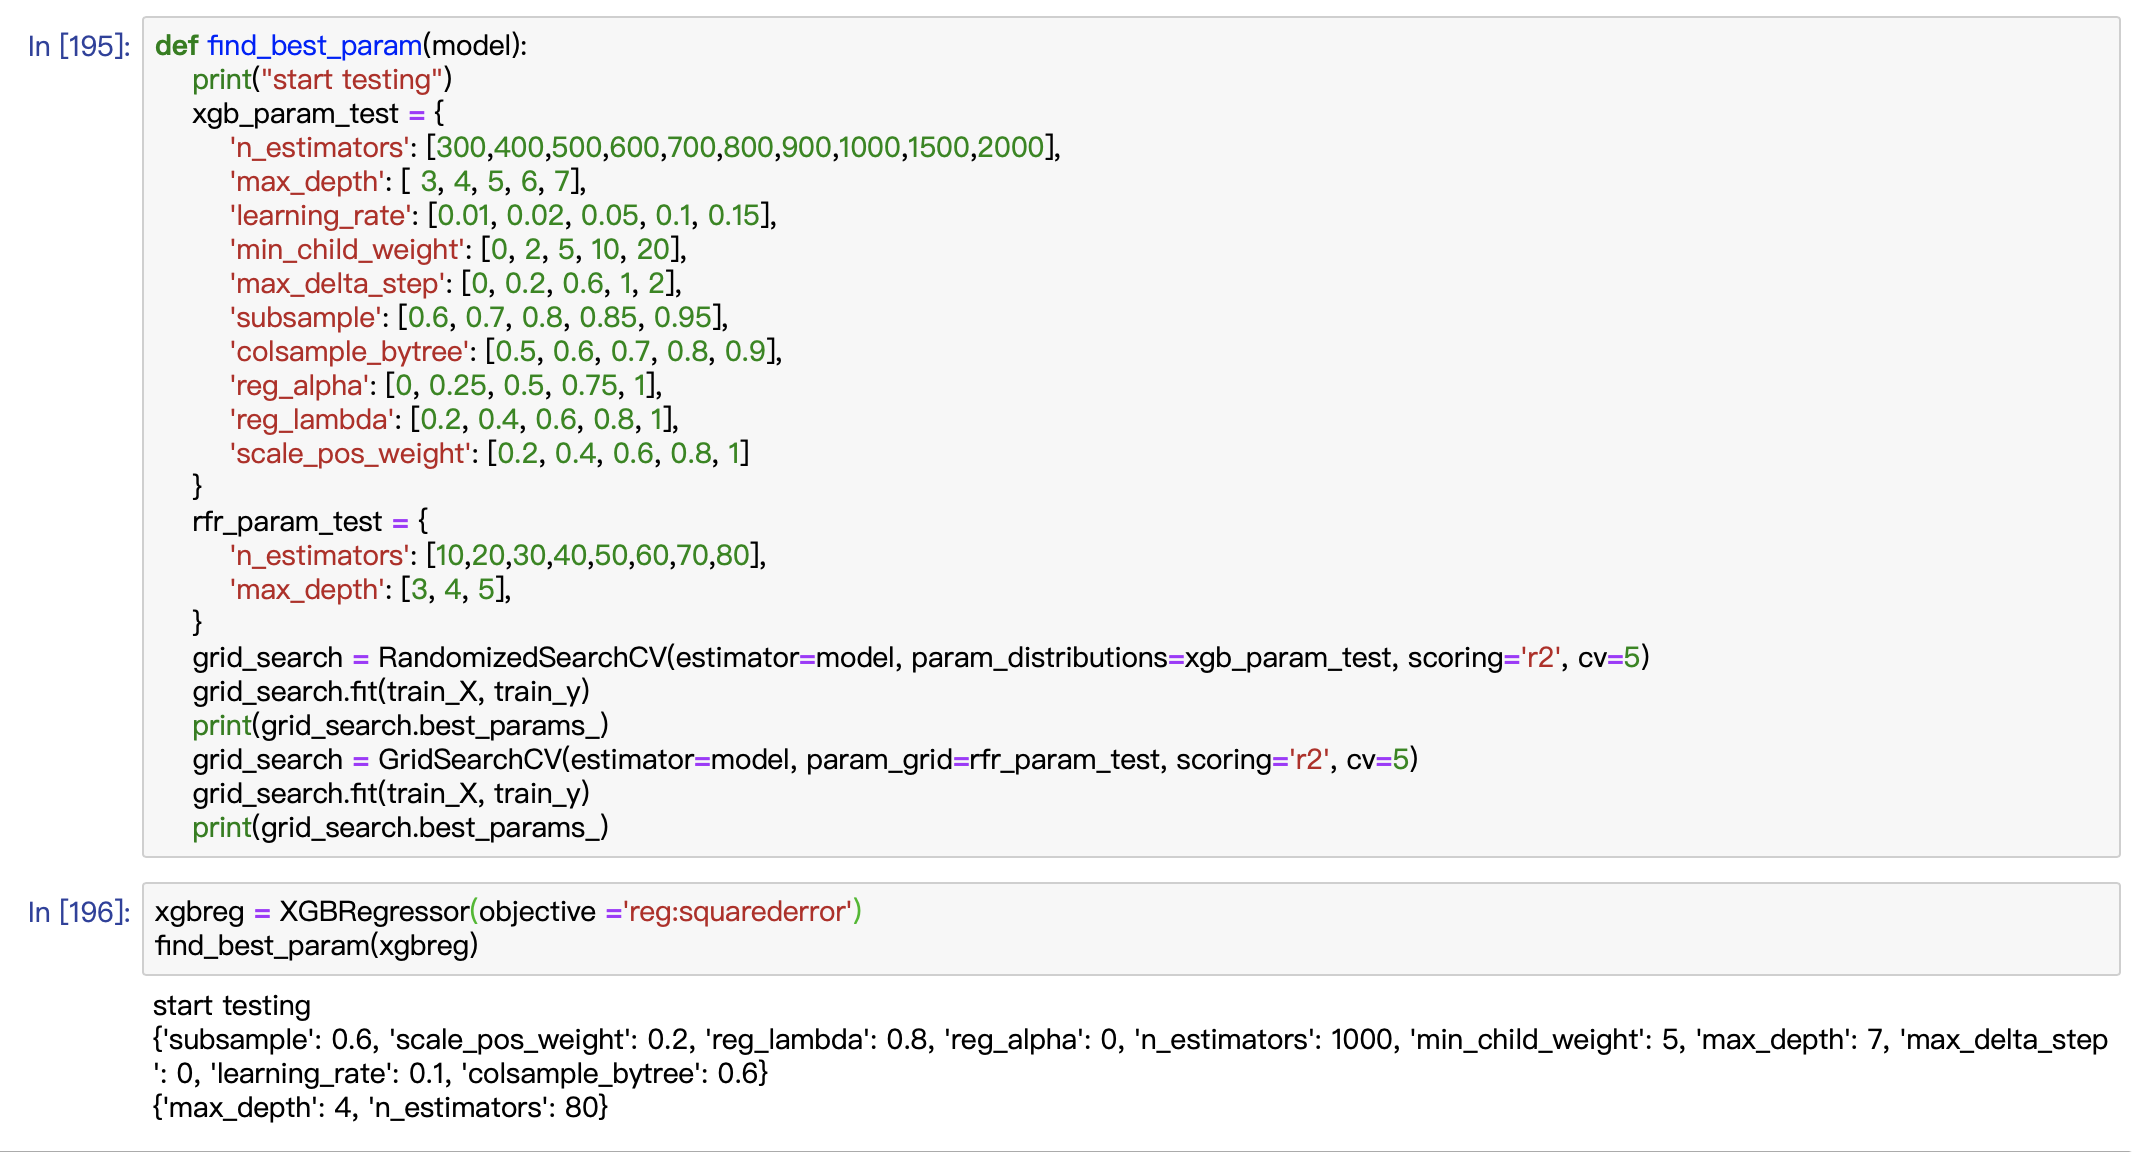 In [195]: def find_best_param(model):
print("start testing")
xgb_param_test = {
'n_estimators': [300,400,500,600,700,800,900,1000,1500,2000],
'max_depth': [ 3, 4, 5, 6, 7],
'learning_rate': [0.01, 0.02, 0.05, 0.1, 0.15],
'min_child_weight': [0, 2, 5, 10, 20],
'max_delta_step': [0, 0.2, 0.6, 1, 2],
'subsample': [0.6, 0.7, 0.8, 0.85, 0.95],
'colsample_bytree': [0.5, 0.6, 0.7, 0.8, 0.9],
'reg_alpha': [0, 0.25, 0.5, 0.75, 1],
'reg_lambda': [0.2, 0.4, 0.6, 0.8, 1],
'scale_pos_weight': [0.2, 0.4, 0.6, 0.8, 1]
}
rfr_param_test = {
'n_estimators': [10,20,30,40,50,60,70,80],
'max_depth': [3, 4, 5],
}
grid_search = RandomizedSearchCV(estimator=model, param_distributions=xgb_param_test, scoring='r2', cv=5)
grid_search.fit(train_X, train_y)
print(grid_search.best_params_)
grid_search = GridSearchCV(estimator=model, param_grid=rfr_param_test, scoring='r2', cv=5)
grid_search.fit(train_X, train_y)
print(grid_search.best_params_)
In [196]: xgbreg = XGBRegressor(objective ='reg:squarederror')
find_best_param(xgbreg)
start testing
{'subsample': 0.6, 'scale_pos_weight': 0.2, 'reg_lambda': 0.8, 'reg_alpha': 0, 'n_estimators': 1000, 'min_child_weight': 5, 'max_depth': 7, 'max_delta_step
': 0, 'learning_rate': 0.1, 'colsample_bytree': 0.6}
{'max_depth': 4, 'n_estimators': 80}